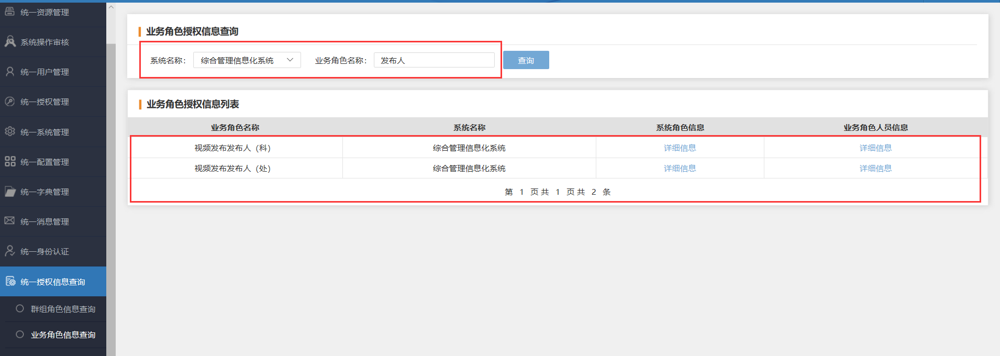 统一资源管理
系统操作审核
统一用户管理
统一授权管理
统一系统管理
统一配置管理
统一字典管理
统一消息管理
统一身份认证
统一授权信息查询
群组角色信息查询
业务角色信息查询
业务角色授权信息查询
系统名称： 综合管理信息化系统 业务角色名称： 发布人 查询
业务角色授权信息列表
业务角色名称 系统名称 系统角色信息 业务角色人员信息
视频发布发布人（科） 综合管理信息化系统 详细信息 详细信息
视频发布发布人（处） 综合管理信息化系统 详细信息 详细信息
第 1 页 共 1 页 共 2 条